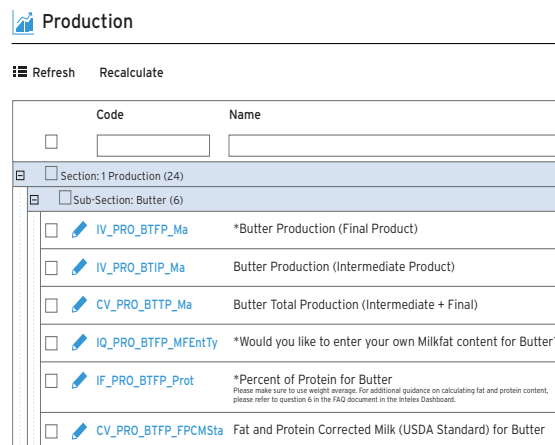 Production
Refresh Recalculate
Code Name
Section: 1 Production (24)
Sub-Section: Butter (6)
IV_PRO_BTFP_Ma *Butter Production (Final Product)
IV_PRO_BTIP_Ma Butter Production (Intermediate Product)
CV_PRO_BTTP_Ma Butter Total Production (Intermediate + Final)
IQ_PRO_BTFP_MFEntTy *Would you like to enter your own Milkfat content for Butter?
IF_PRO_BTFP_Prot *Percent of Protein for Butter
Please make sure to use weight average. For additional guidance on calculating fat and protein content,
please refer to question 6 in the FAQ document in the Intelex Dashboard.
CV_PRO_BTFP_FPCMSta Fat and Protein Corrected Milk (USDA Standard) for Butter